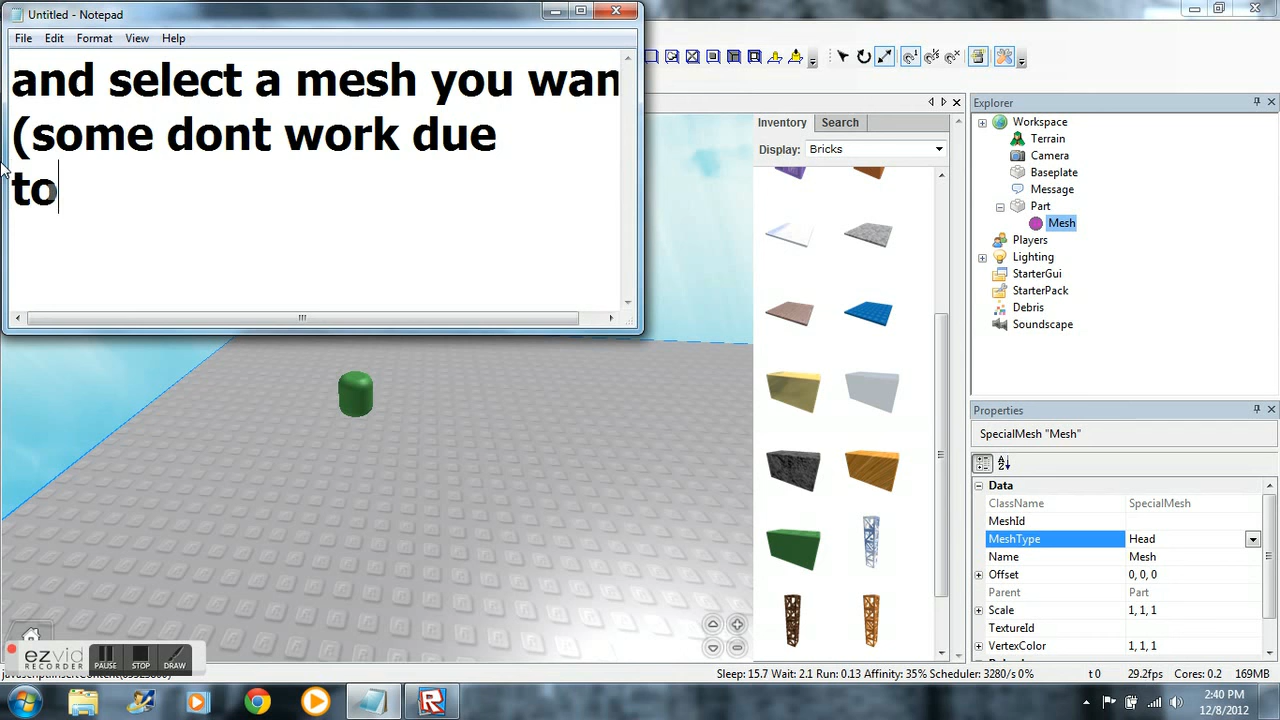 Untitled - Notepad
File Edit Format View Help
and select a mesh you wan
(some dont work due
to
Inventory Search
Display: Bricks
Explorer
Workspace
Terrain
Camera
Baseplate
Message
Part
Mesh
Players
Lighting
StarterGui
StarterPack
Debris
Soundscape
Properties
SpecialMesh "Mesh"
Data
ClassName SpecialMesh
MeshId
MeshType Head
Name Mesh
Offset 0, 0, 0
Parent Part
Scale 1, 1, 1
TextureId
VertexColor 1, 1, 1
ezvid
RECORDER
PAUSE STOP DRAW
Sleep: 15.7 Wait: 2.1 Run: 0.13 Affinity: 35% Scheduler: 3280/s 0% t 0 29.2fps Cores: 0.2 169MB
2:40 PM
12/8/2012